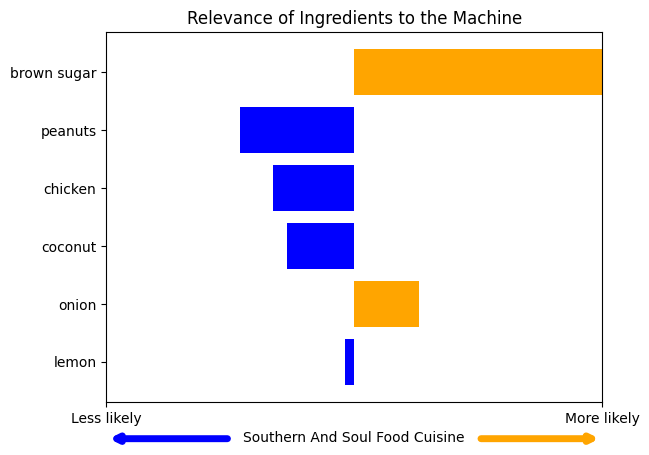 Relevance of Ingredients to the Machine
brown sugar
peanuts
chicken
coconut
onion
lemon
Less likely
More likely
Southern And Soul Food Cuisine